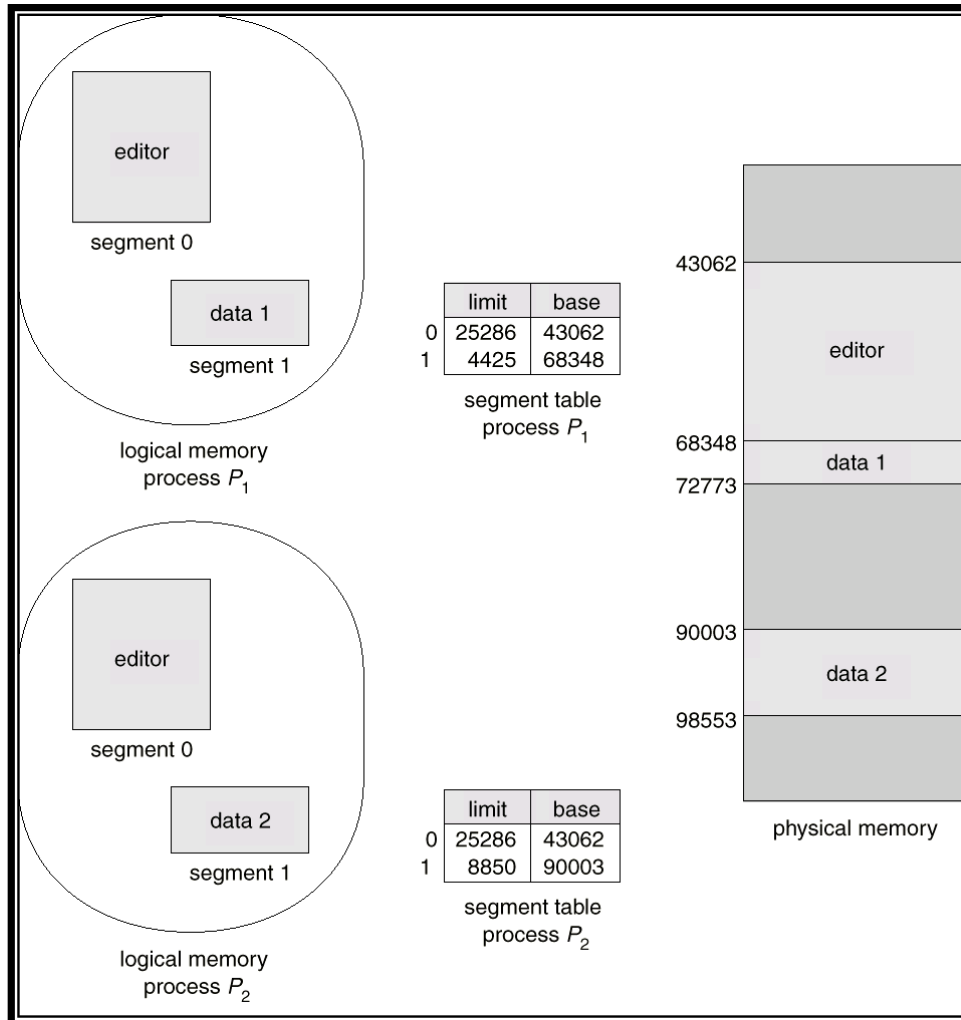 editor
segment 0
data 1
segment 1
logical memory
process P1
limit base
0 25286 43062
1 4425 68348
segment table
process P1
editor
segment 0
data 2
segment 1
logical memory
process P2
limit base
0 25286 43062
1 8850 90003
segment table
process P2
43062
editor
68348
data 1
72773
90003
data 2
98553
physical memory